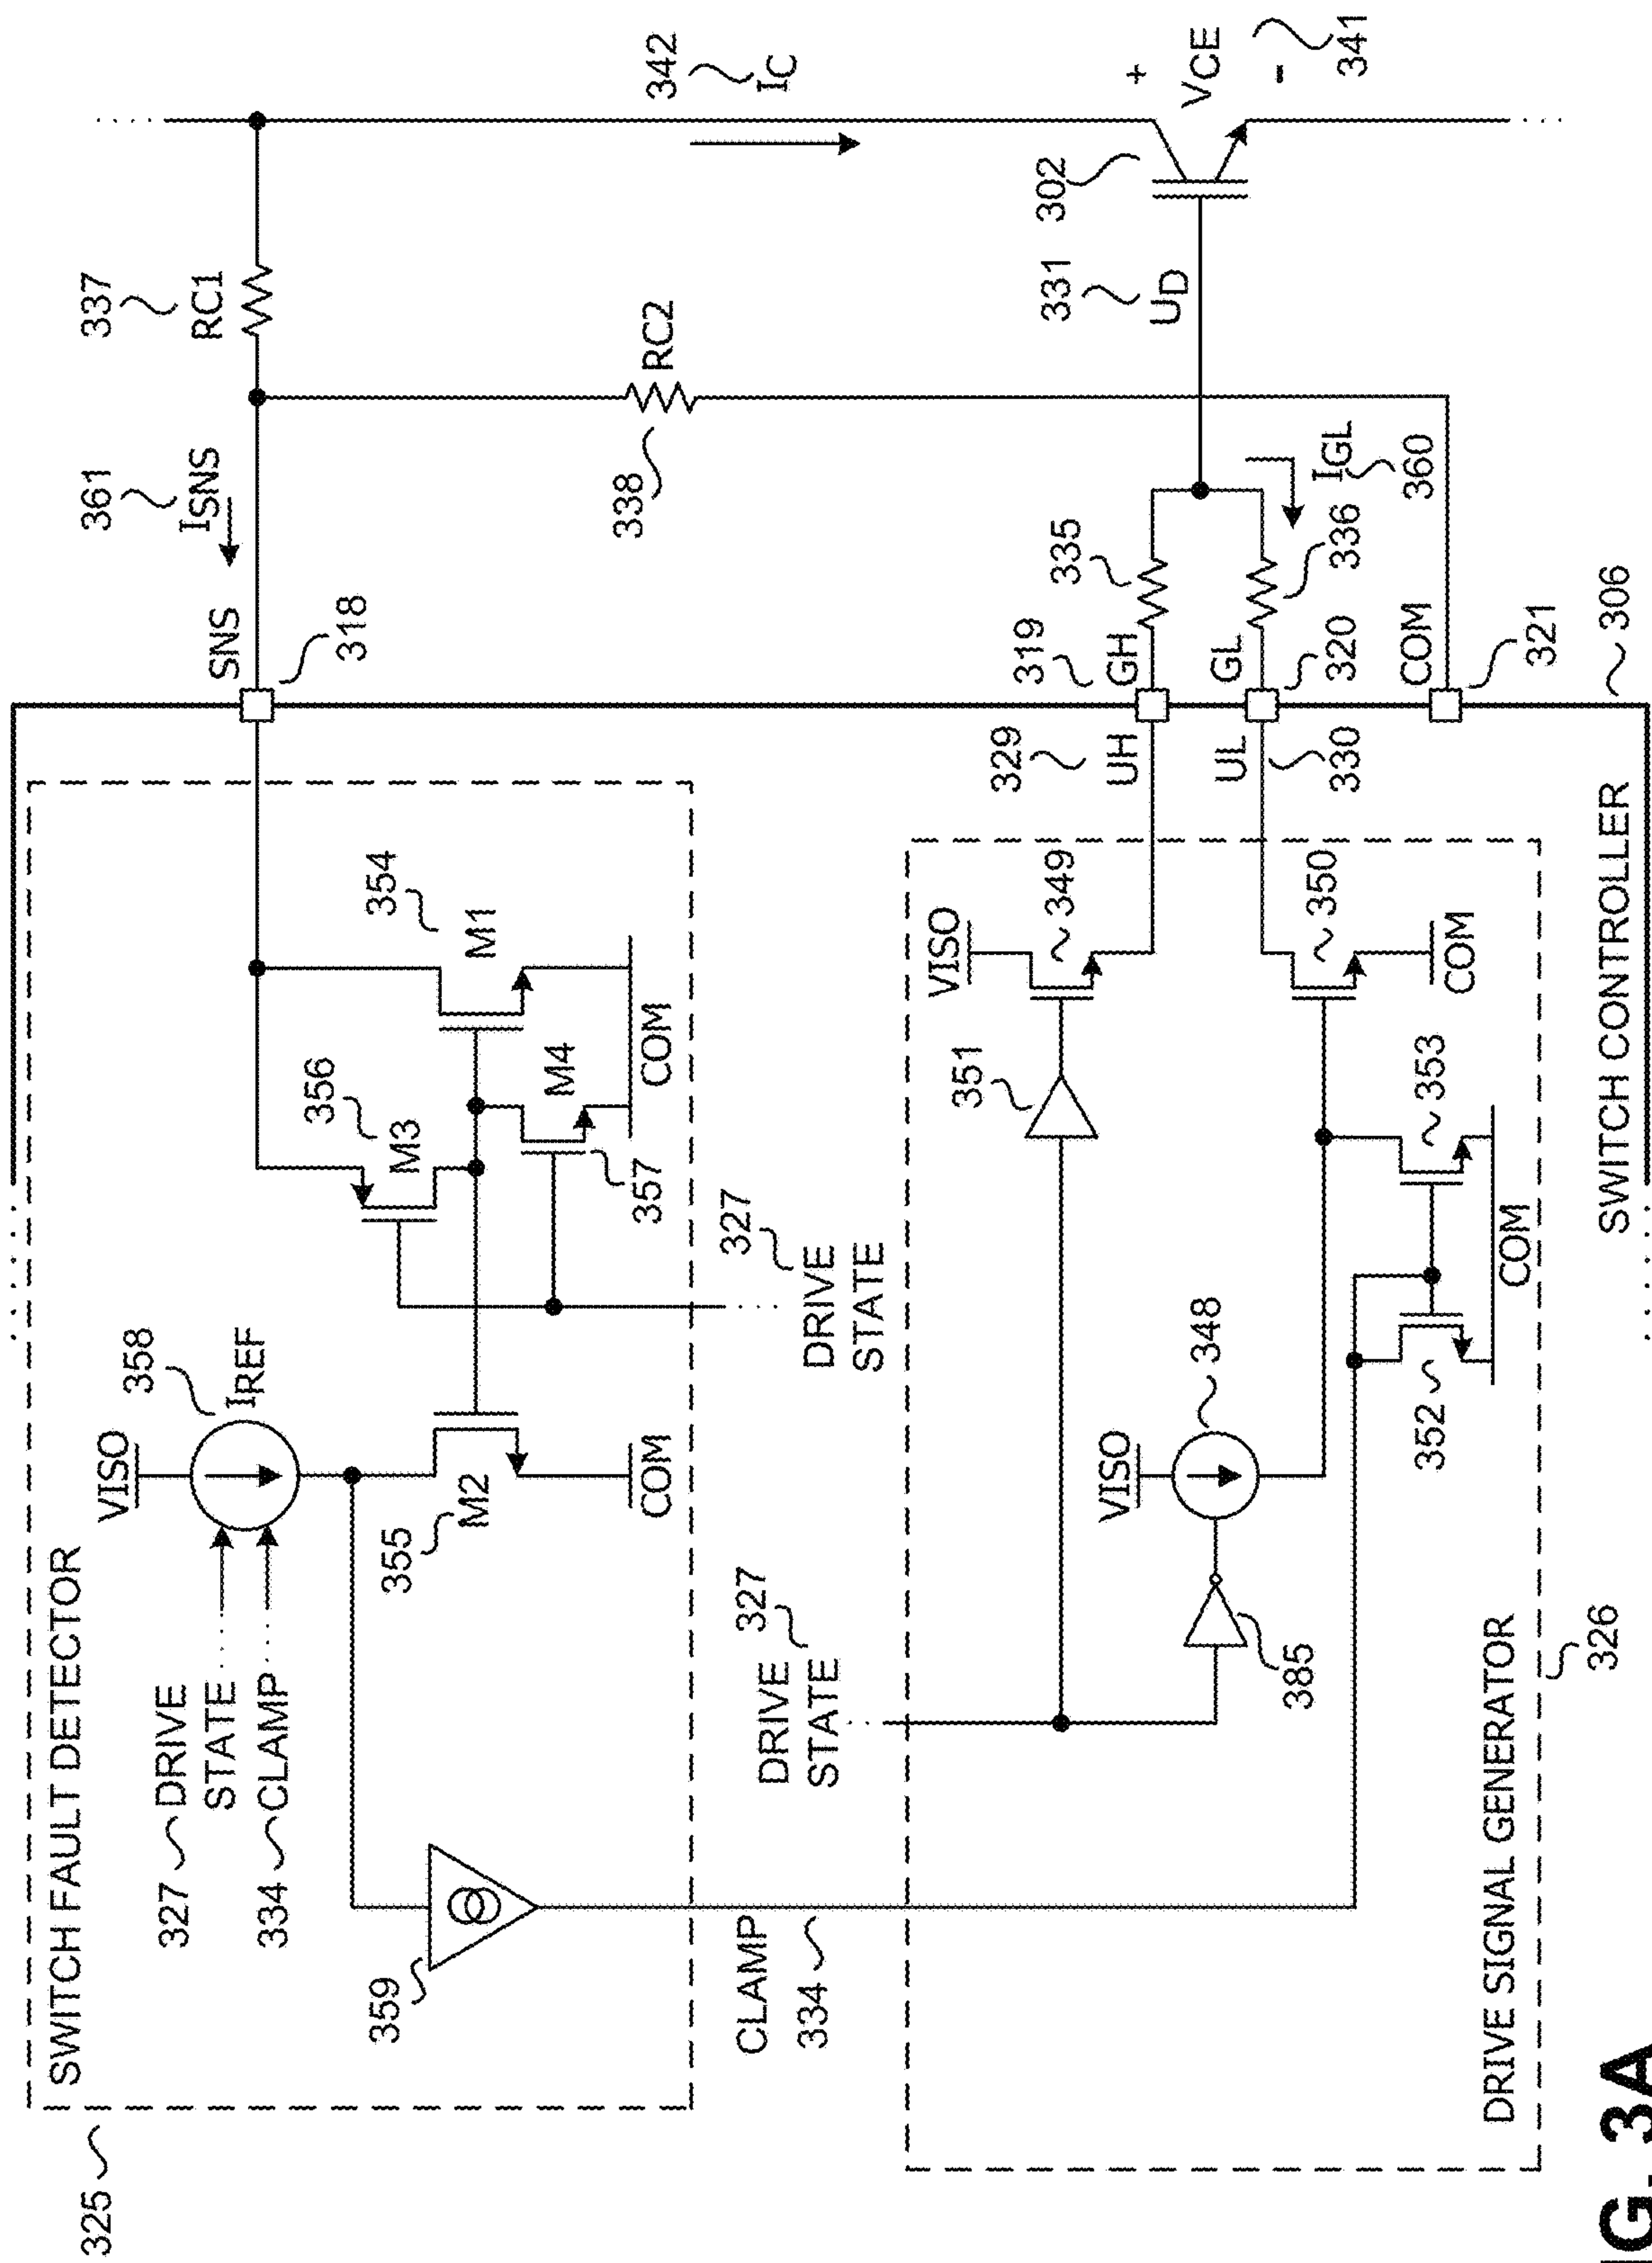 SWITCH FAULT DETECTOR
325
327 DRIVE
STATE
334 CLAMP
VISO
358
IREF
359
355
M2
COM
356
M3
M4
357
354
M1
COM
327
DRIVE
STATE
SNS
318
361
ISNS
337
RC1
RC2
338
342
IC
CLAMP
334
DRIVE
STATE
327
VISO
348
385
352
353
COM
351
VISO
349
350
COM
DRIVE SIGNAL GENERATOR
326
329
UH
UL
330
319
GH
GL
320
COM
321
335
336
IGL
360
331
UD
302
+
VCE
-
341
SWITCH CONTROLLER
306
G. 3A